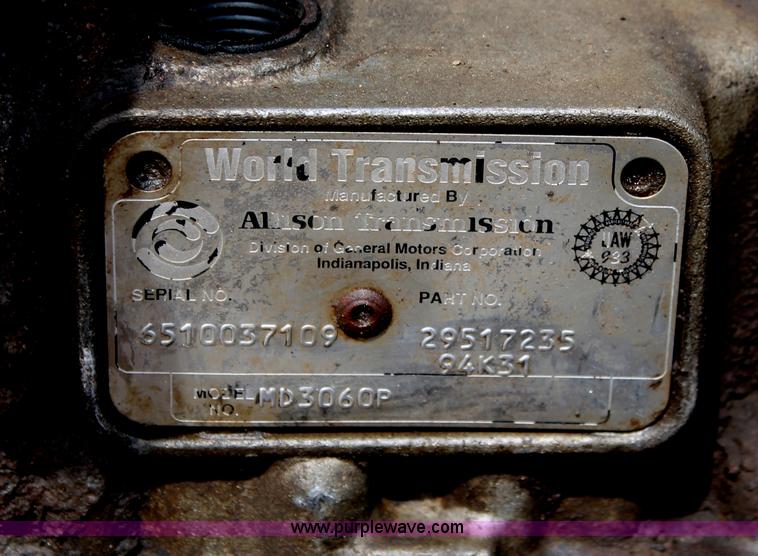 World Transmission
Manufactured By
Allison Transmission
Division of General Motors Corporation
Indianapolis, Indiana
UAW
933
SERIAL NO.
PART NO.
6510037109
29517235
94K31
MODEL NO.
MD3060P
www.purplewave.com